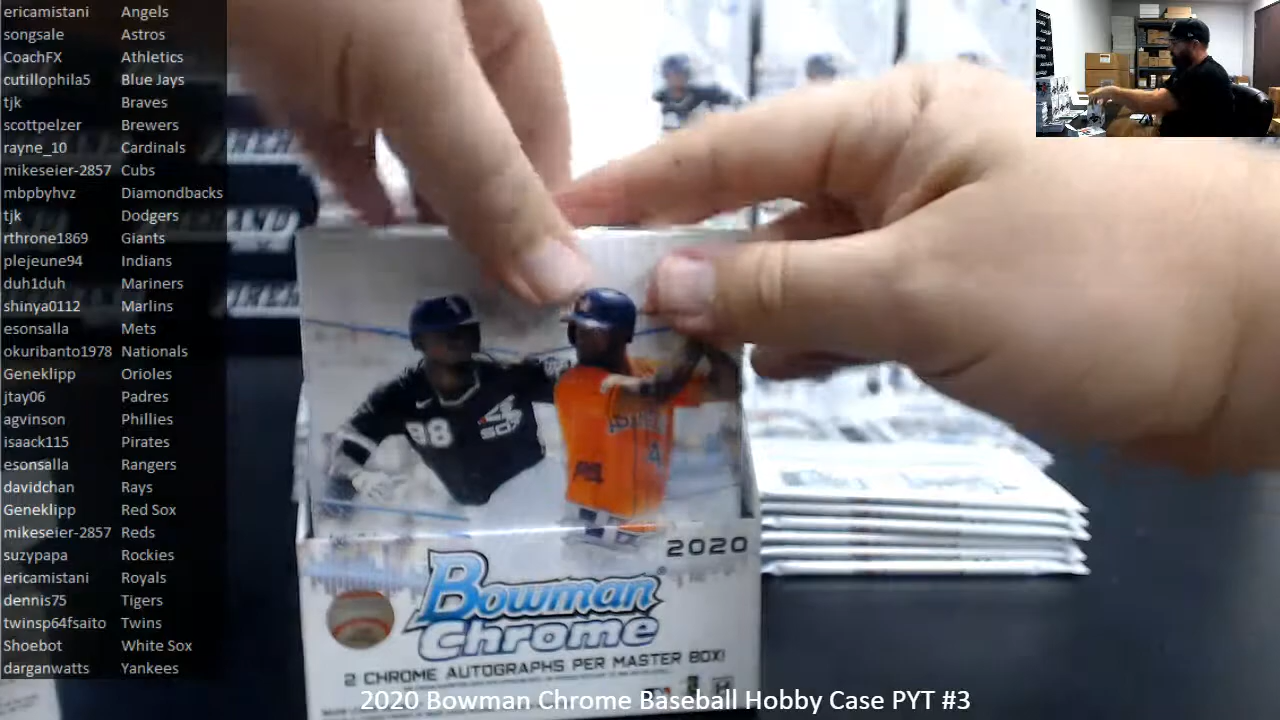 ericamistani Angels
songsale Astros
CoachFX Athletics
cutillophila5 Blue Jays
tjk Braves
scottpelzer Brewers
rayne_10 Cardinals
mikeseier-2857 Cubs
mbpbyhvz Diamondbacks
tjk Dodgers
rthrone1869 Giants
plejeune94 Indians
duh1duh Mariners
shinya0112 Marlins
esonsalla Mets
okuribanto1978 Nationals
Geneklipp Orioles
jtay06 Padres
agvinson Phillies
isaack115 Pirates
esonsalla Rangers
davidchan Rays
Geneklipp Red Sox
mikeseier-2857 Reds
suzypapa Rockies
ericamistani Royals
dennis75 Tigers
twinsp64fsaito Twins
Shoebot White Sox
darganwatts Yankees
88
SOX
4
2020
Bowman
Chrome
2 CHROME AUTOGRAPHS PER MASTER BOX!
2020 Bowman Chrome Baseball Hobby Case PYT #3